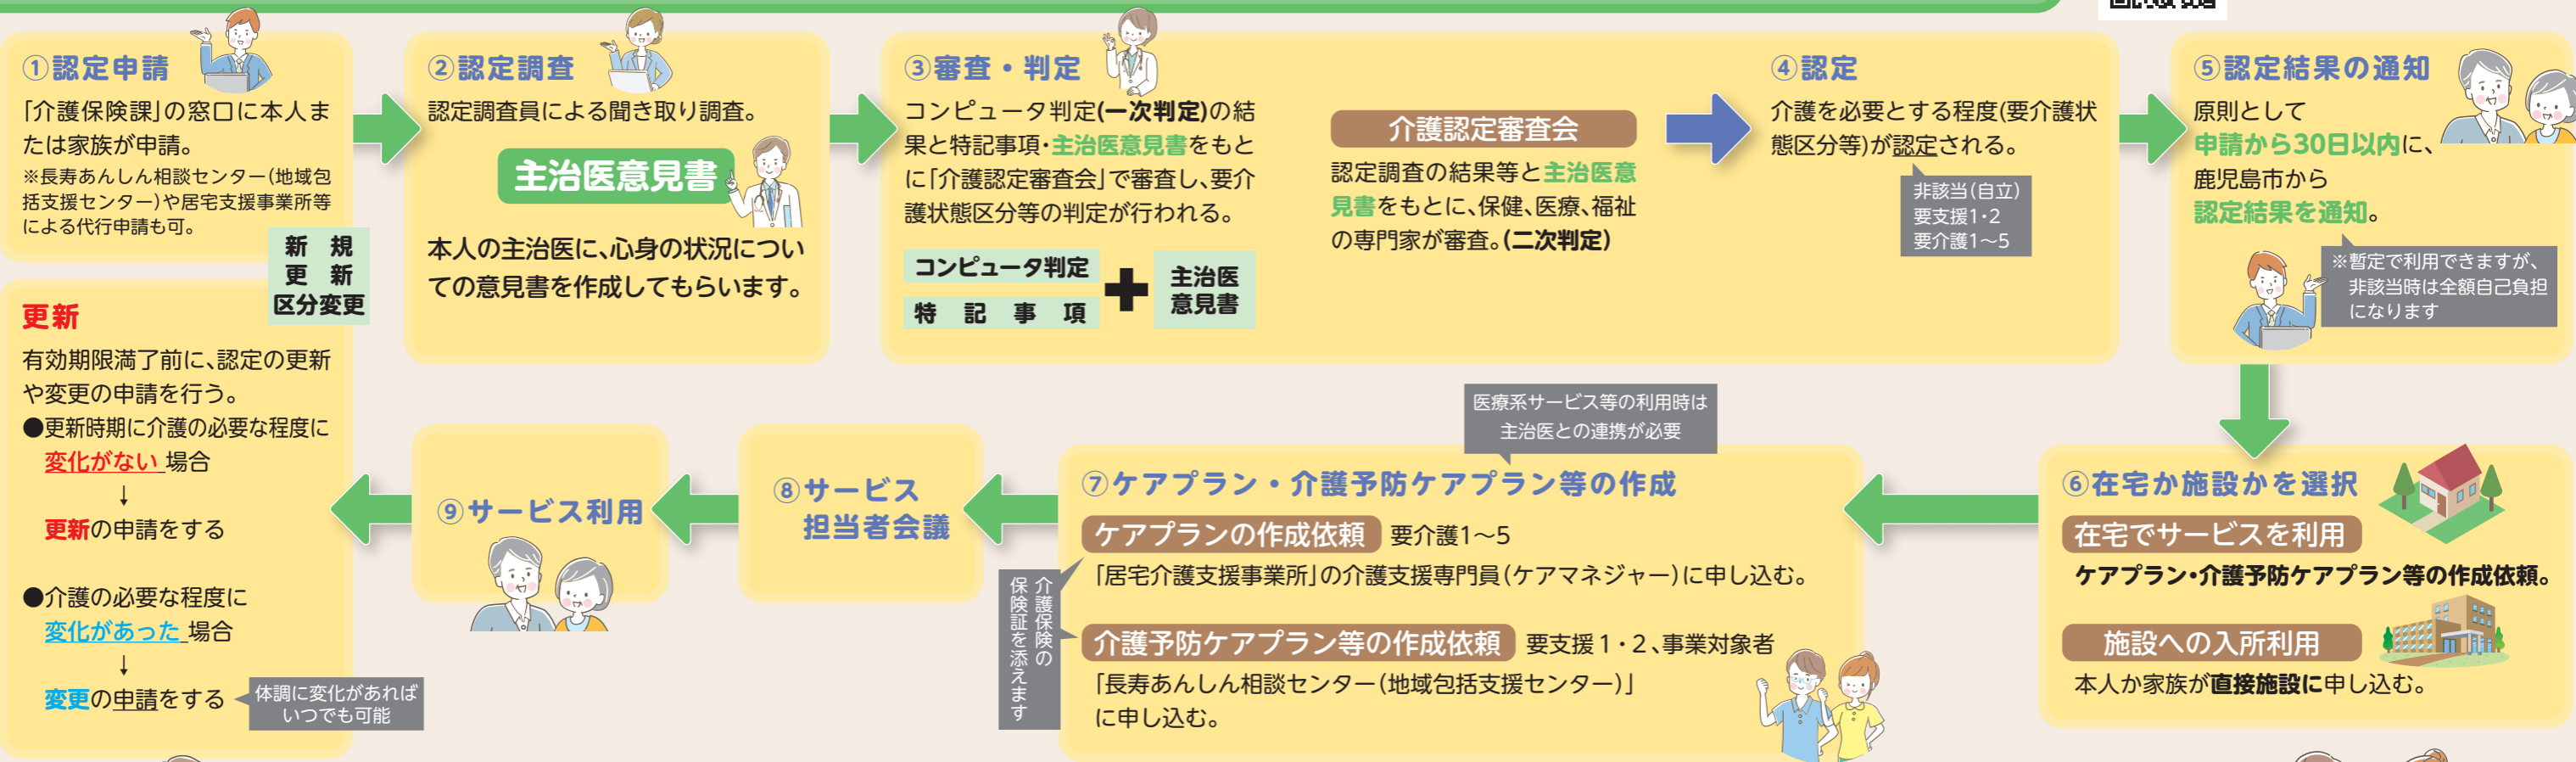 ①認定申請
「介護保険課」の窓口に本人ま
たは家族が申請。
※長寿あんしん相談センター(地域包
括支援センター)や居宅支援事業所等
による代行申請も可。
新 規
更 新
区分変更
②認定調査
認定調査員による聞き取り調査。
主治医意見書
本人の主治医に、心身の状況につい
ての意見書を作成してもらいます。
③審査・判定
コンピュータ判定(一次判定)の結
果と特記事項・主治医意見書をもと
に「介護認定審査会」で審査し、要介
護状態区分等の判定が行われる。
コンピュータ判定
特 記 事 項
+
主治医
意見書
介護認定審査会
認定調査の結果等と主治医意
見書をもとに、保健、医療、福祉
の専門家が審査。(二次判定)
④認定
介護を必要とする程度(要介護状
態区分等)が認定される。
非該当(自立)
要支援1・2
要介護1〜5
⑤認定結果の通知
原則として
申請から30日以内に、
鹿児島市から
認定結果を通知。
※暫定で利用できますが、
非該当時は全額自己負担
になります
⑥在宅か施設かを選択
在宅でサービスを利用
ケアプラン・介護予防ケアプラン等の作成依頼。
施設への入所利用
本人か家族が直接施設に申し込む。
医療系サービス等の利用時は
主治医との連携が必要
⑦ケアプラン・介護予防ケアプラン等の作成
ケアプランの作成依頼 要介護1〜5
「居宅介護支援事業所」の介護支援専門員(ケアマネジャー)に申し込む。
介護予防ケアプラン等の作成依頼 要支援1・2、事業対象者
「長寿あんしん相談センター(地域包括支援センター)」
に申し込む。
介護保険の
保険証を添えます
⑧サービス
担当者会議
⑨サービス利用
更新
有効期限満了前に、認定の更新
や変更の申請を行う。
●更新時期に介護の必要な程度に
変化がない場合
↓
更新の申請をする
●介護の必要な程度に
変化があった場合
↓
変更の申請をする
体調に変化があれば
いつでも可能